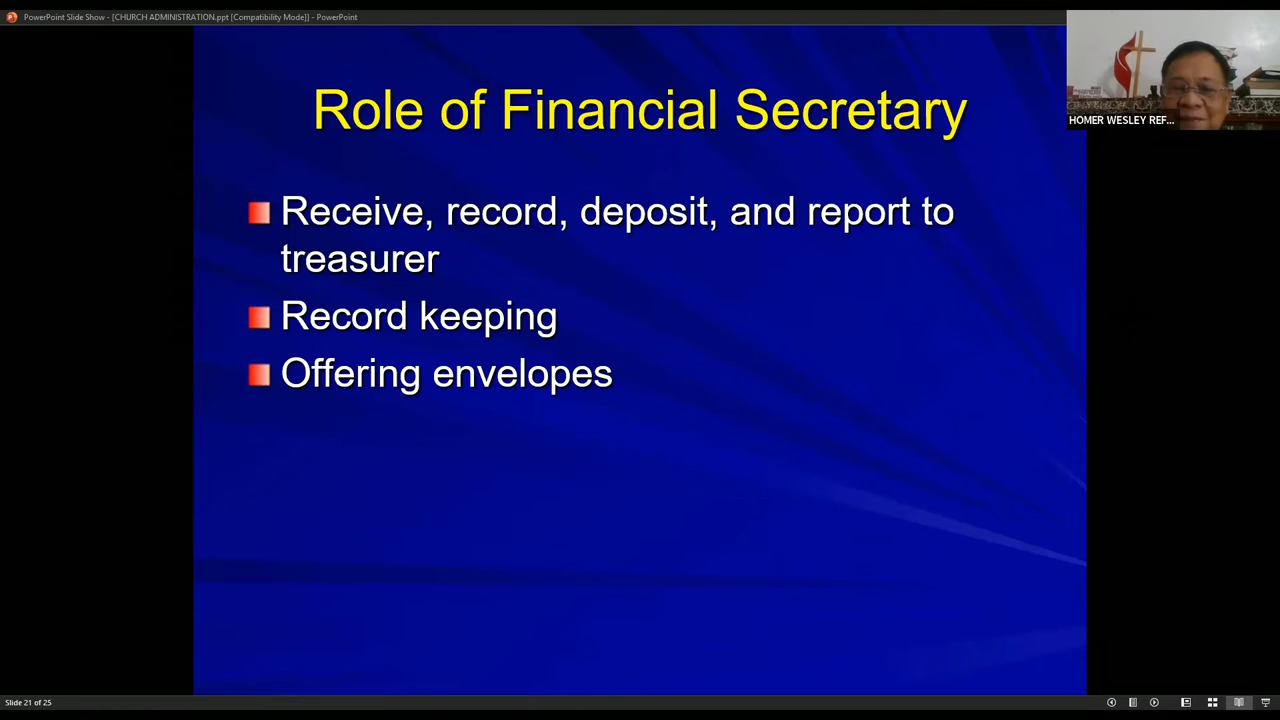 PowerPoint Slide Show - [CHURCH ADMINISTRATION.ppt [Compatibility Mode]] - PowerPoint
HOMER WESLEY REF...
Role of Financial Secretary
Receive, record, deposit, and report to
treasurer
Record keeping
Offering envelopes
Slide 21 of 25